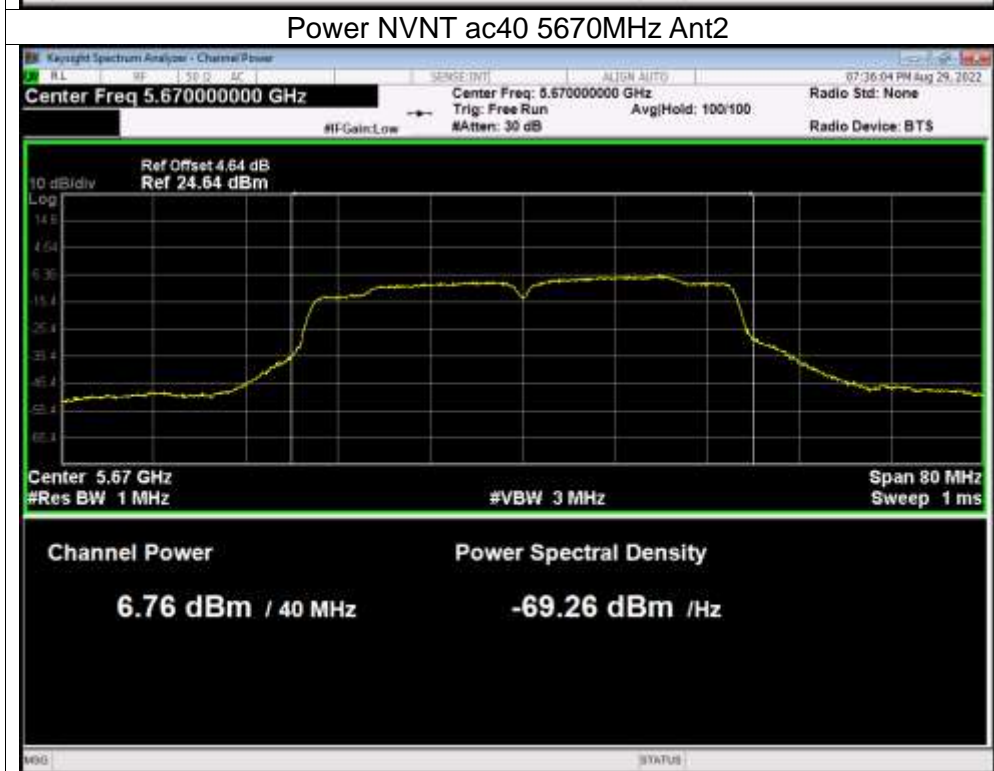 Power NVNT ac40 5670MHz Ant2
Keysight Spectrum Analyzer - Channel Power
RL RF 50 Ω AC SENSE:INT ALIGN AUTO 07:36:04 PM Aug 29, 2022
Center Freq 5.670000000 GHz Center Freq: 5.670000000 GHz Radio Std: None
Trig: Free Run Avg|Hold: 100/100
#IFGain:Low #Atten: 30 dB Radio Device: BTS
Ref Offset 4.64 dB
10 dB/div Ref 24.64 dBm
Log
14.6
4.64
-15.4
-25.4
-35.4
-45.4
-55.4
-65.4
Center 5.67 GHz Span 80 MHz
#Res BW 1 MHz #VBW 3 MHz Sweep 1 ms
Channel Power Power Spectral Density
6.76 dBm / 40 MHz -69.26 dBm /Hz
MSG STATUS